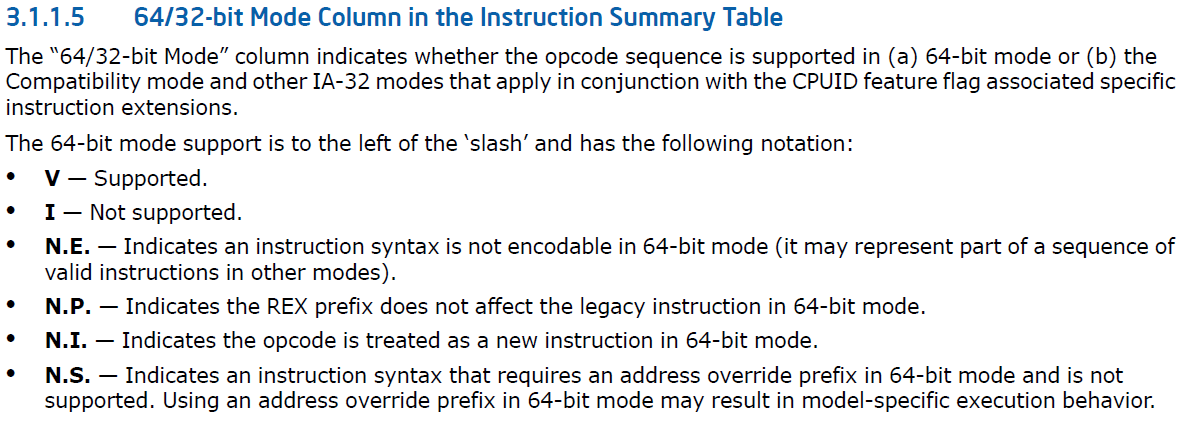 3.1.1.5 64/32-bit Mode Column in the Instruction Summary Table
The “64/32-bit Mode” column indicates whether the opcode sequence is supported in (a) 64-bit mode or (b) the
Compatibility mode and other IA-32 modes that apply in conjunction with the CPUID feature flag associated specific
instruction extensions.
The 64-bit mode support is to the left of the ‘slash’ and has the following notation:
• V — Supported.
• I — Not supported.
• N.E. — Indicates an instruction syntax is not encodable in 64-bit mode (it may represent part of a sequence of
valid instructions in other modes).
• N.P. — Indicates the REX prefix does not affect the legacy instruction in 64-bit mode.
• N.I. — Indicates the opcode is treated as a new instruction in 64-bit mode.
• N.S. — Indicates an instruction syntax that requires an address override prefix in 64-bit mode and is not
supported. Using an address override prefix in 64-bit mode may result in model-specific execution behavior.